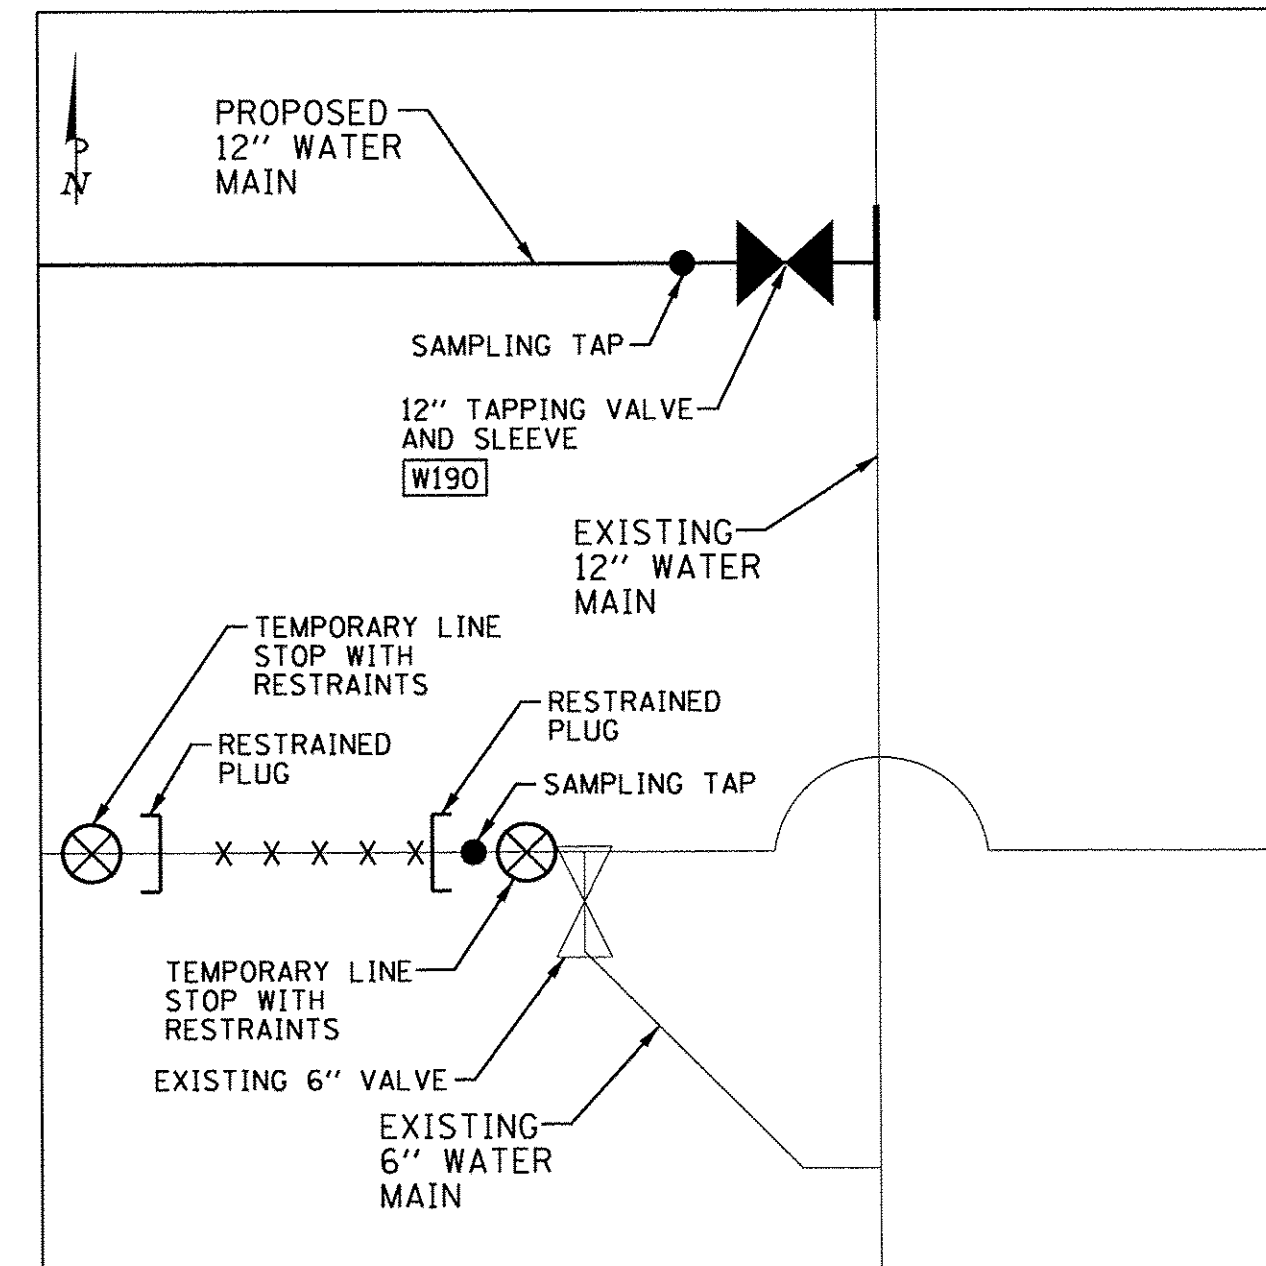 N
PROPOSED
12'' WATER
MAIN
SAMPLING TAP
12'' TAPPING VALVE
AND SLEEVE
W190
EXISTING
12'' WATER
MAIN
TEMPORARY LINE
STOP WITH
RESTRAINTS
RESTRAINED
PLUG
RESTRAINED
PLUG
SAMPLING TAP
TEMPORARY LINE
STOP WITH
RESTRAINTS
EXISTING 6'' VALVE
EXISTING
6'' WATER
MAIN